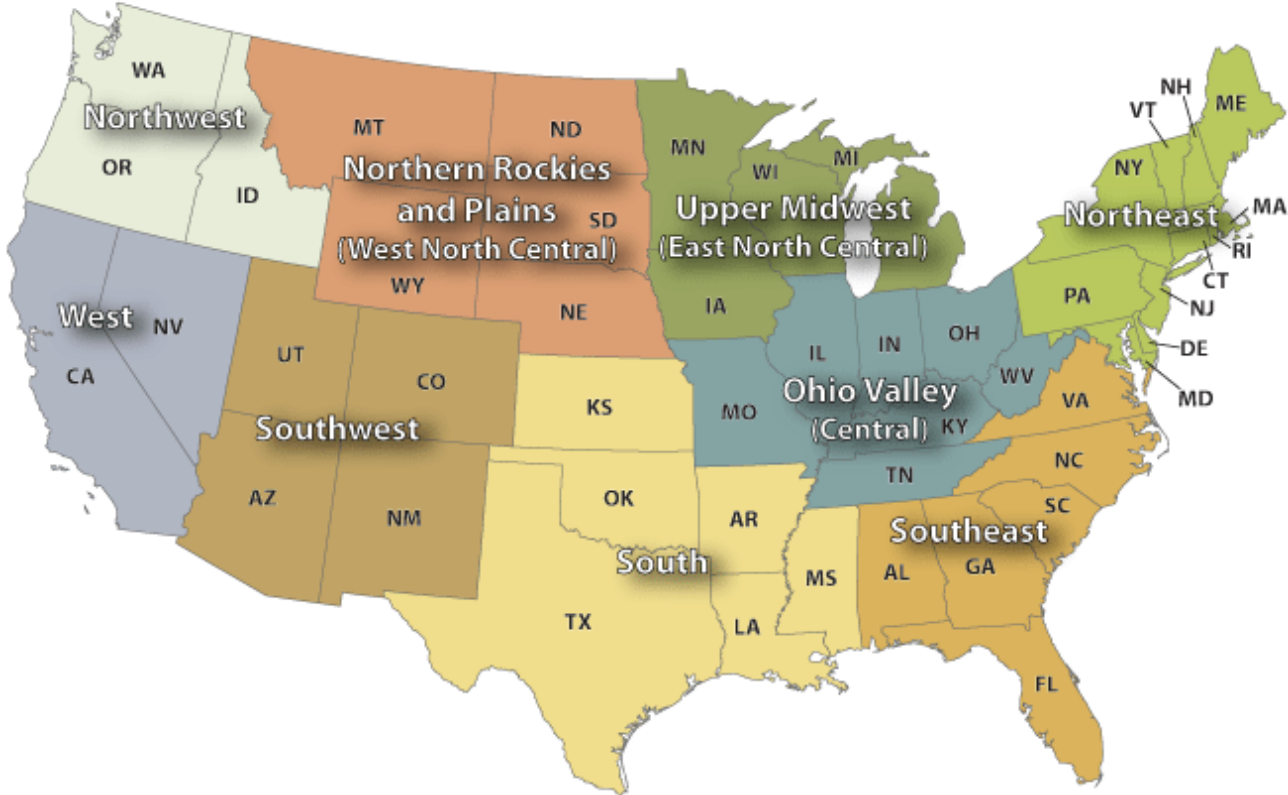 WA
Northwest
OR
ID
MT
ND
Northern Rockies
and Plains
(West North Central)
SD
WY
NE
MN
WI
MI
Upper Midwest
(East North Central)
IA
NH
VT
ME
NY
Northeast
MA
RI
CT
PA
NJ
DE
MD
West
NV
CA
UT
CO
Southwest
AZ
NM
KS
OK
AR
South
TX
LA
MS
IL
IN
OH
WV
Ohio Valley
(Central)
MO
KY
TN
VA
NC
SC
Southeast
AL
GA
FL